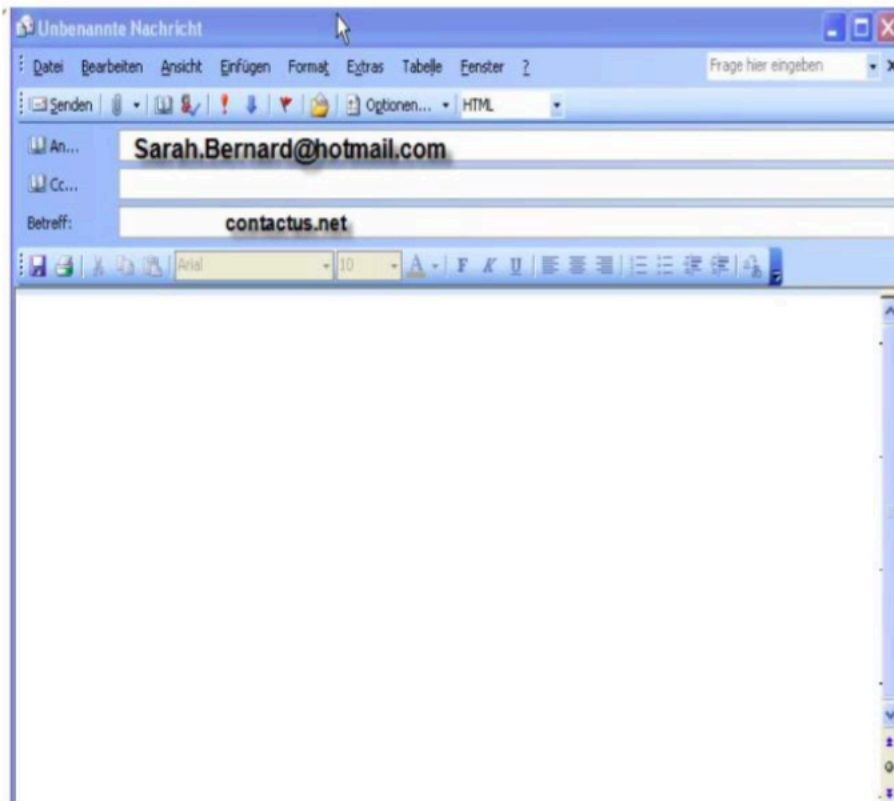 Unbenannte Nachricht
Datei Bearbeiten Ansicht Einfügen Format Extras Tabelle Fenster ? Frage hier eingeben
Senden Optionen... HTML
An... Sarah.Bernard@hotmail.com
Cc...
Betreff: contactus.net
Arial 10 A F K U